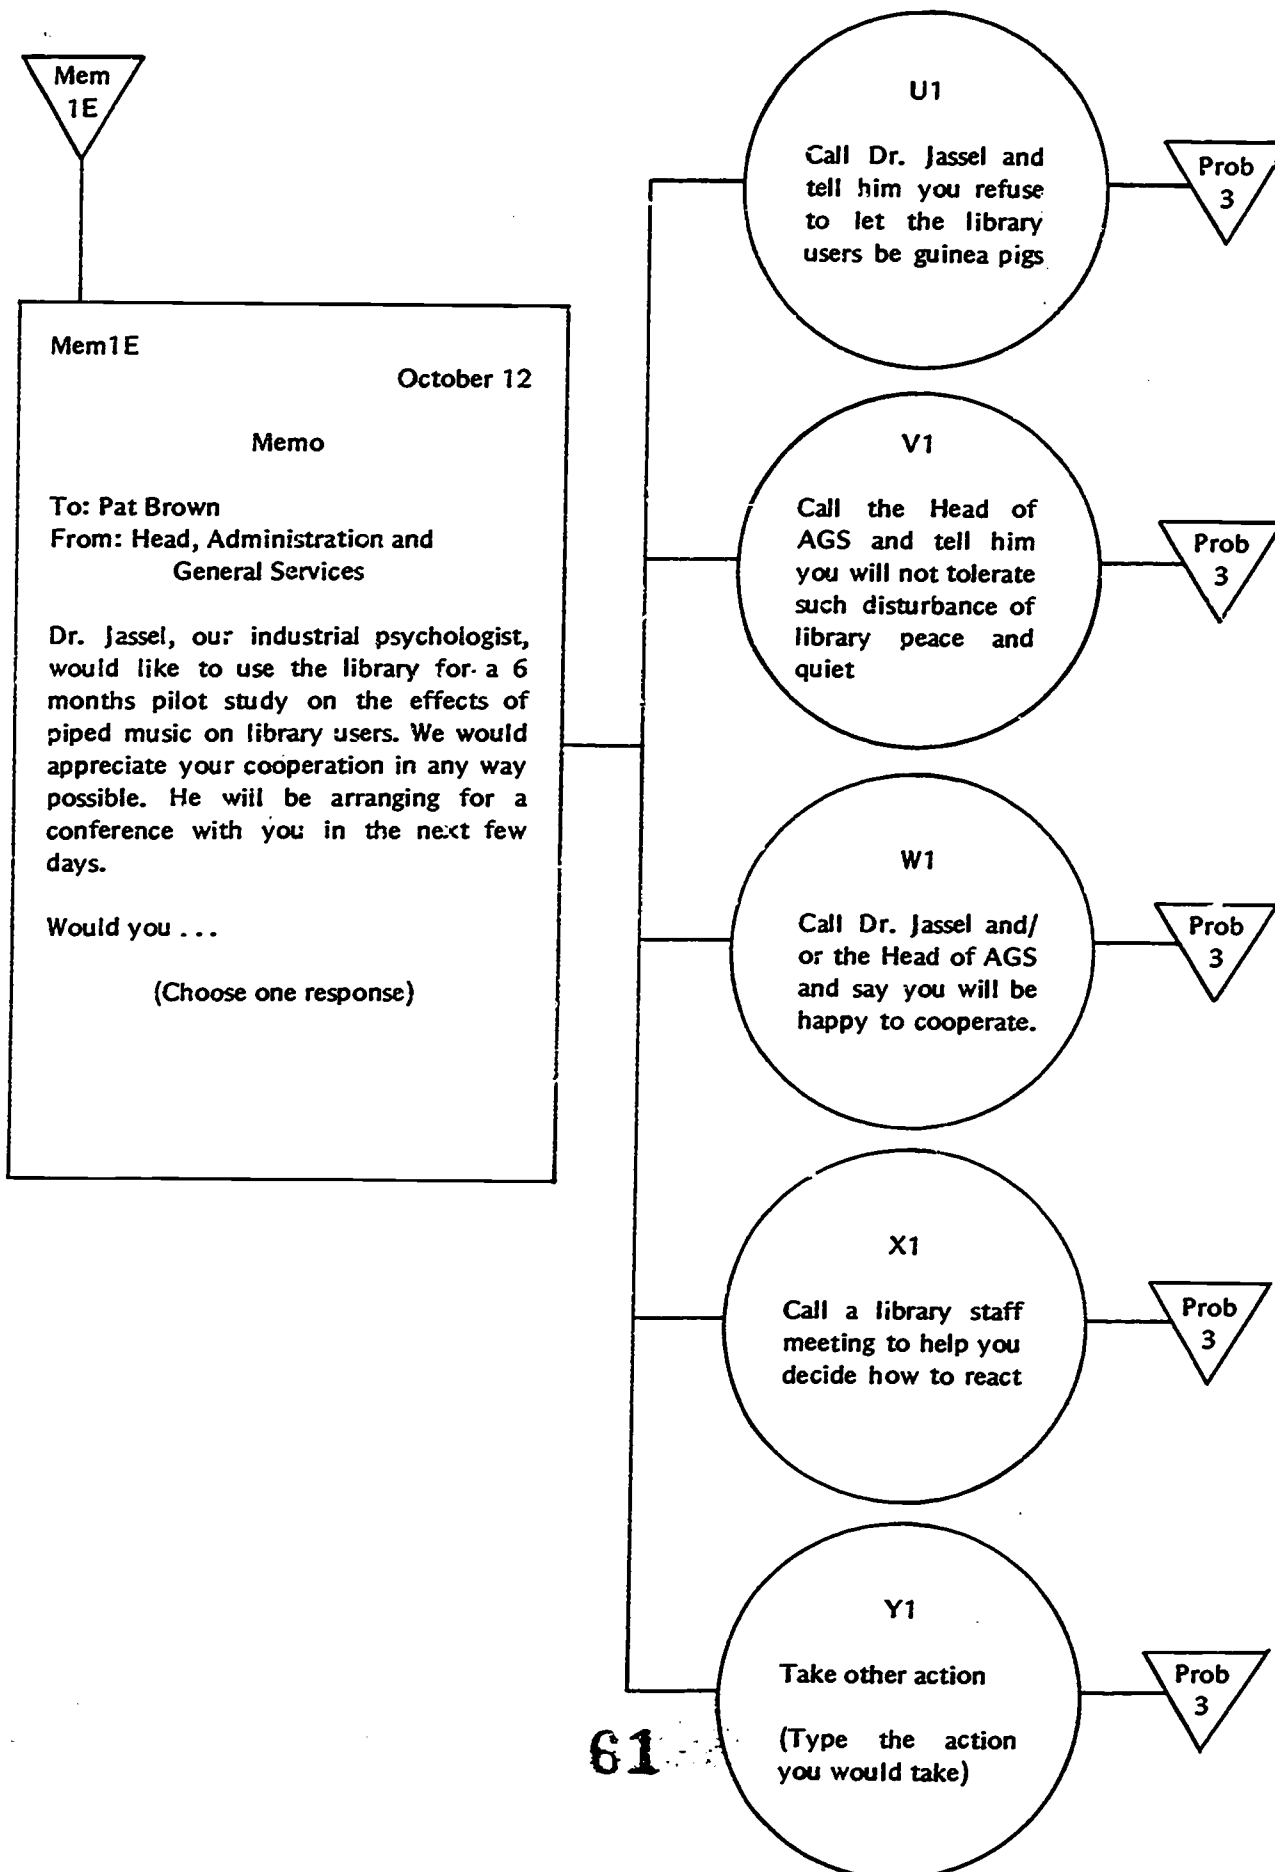 Mem
1E
Mem1E
October 12
Memo
To: Pat Brown
From: Head, Administration and
General Services
Dr. Jassel, our industrial psychologist,
would like to use the library for a 6
months pilot study on the effects of
piped music on library users. We would
appreciate your cooperation in any way
possible. He will be arranging for a
conference with you in the next few
days.
Would you ...
(Choose one response)
U1
Call Dr. Jassel and
tell him you refuse
to let the library
users be guinea pigs
Prob
3
V1
Call the Head of
AGS and tell him
you will not tolerate
such disturbance of
library peace and
quiet
Prob
3
W1
Call Dr. Jassel and/
or the Head of AGS
and say you will be
happy to cooperate.
Prob
3
X1
Call a library staff
meeting to help you
decide how to react
Prob
3
Y1
Take other action
(Type the action
you would take)
Prob
3
61